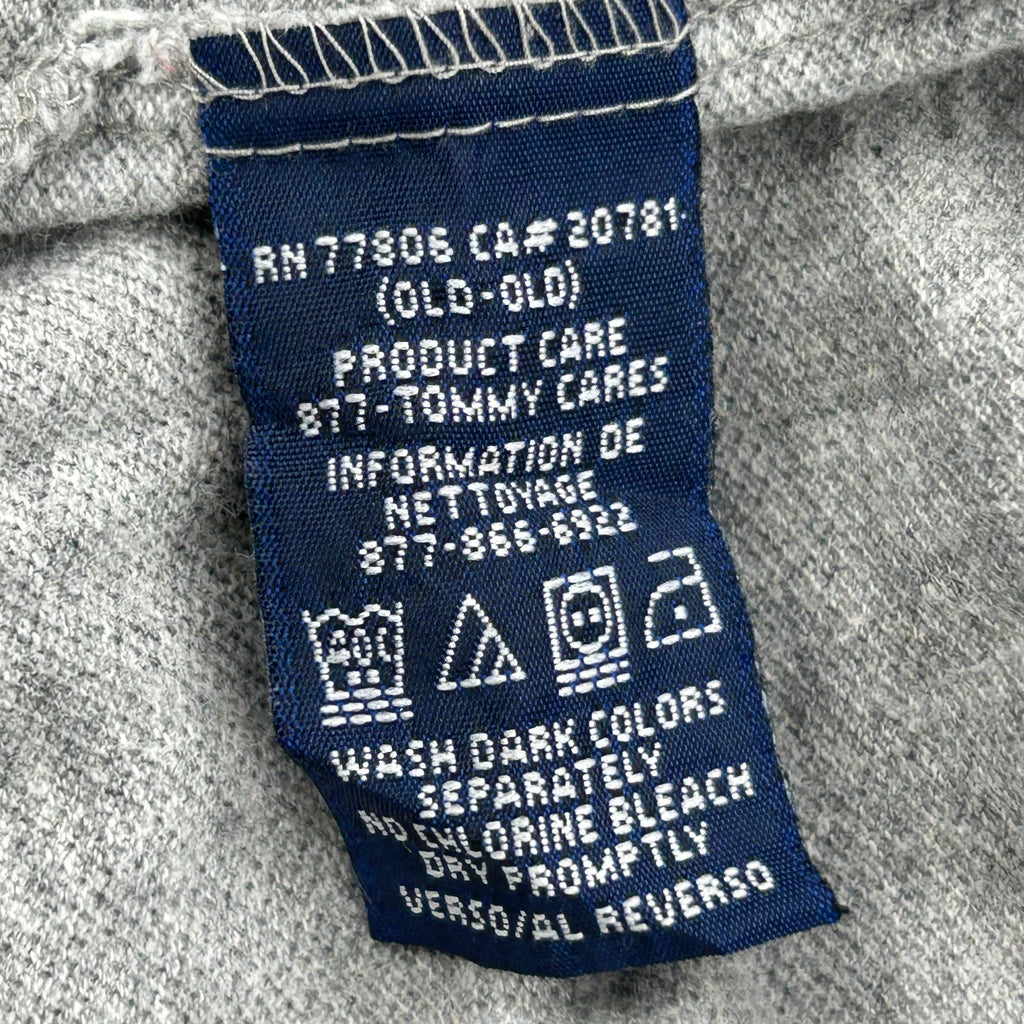 RN 77806 CA# 20781
(OLD-OLD)
PRODUCT CARE
877-TOMMY CARES
INFORMATION DE
NETTOYAGE
877-866-6922
WASH DARK COLORS
SEPARATELY
NO CHLORINE BLEACH
DRY PROMPTLY
VERSO/AL REVERSO